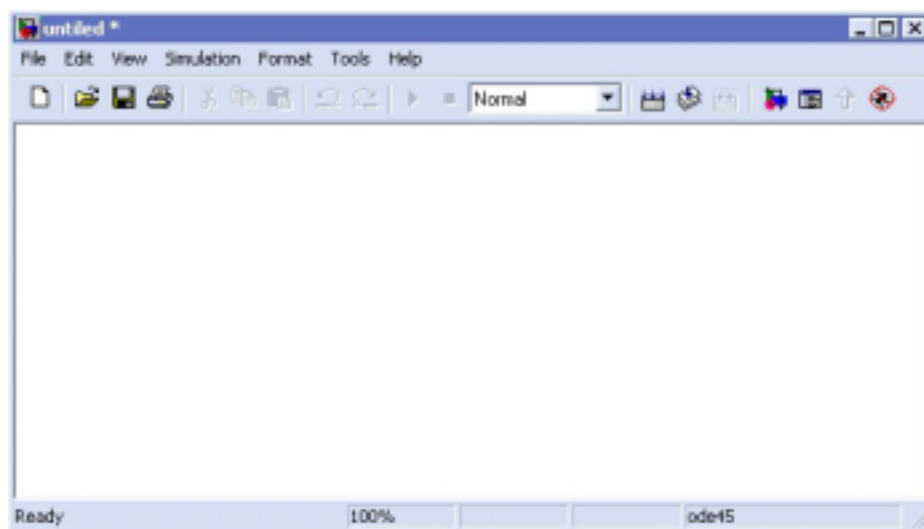 untitled *
File Edit View Simulation Format Tools Help
Normal
Ready 100% ode45